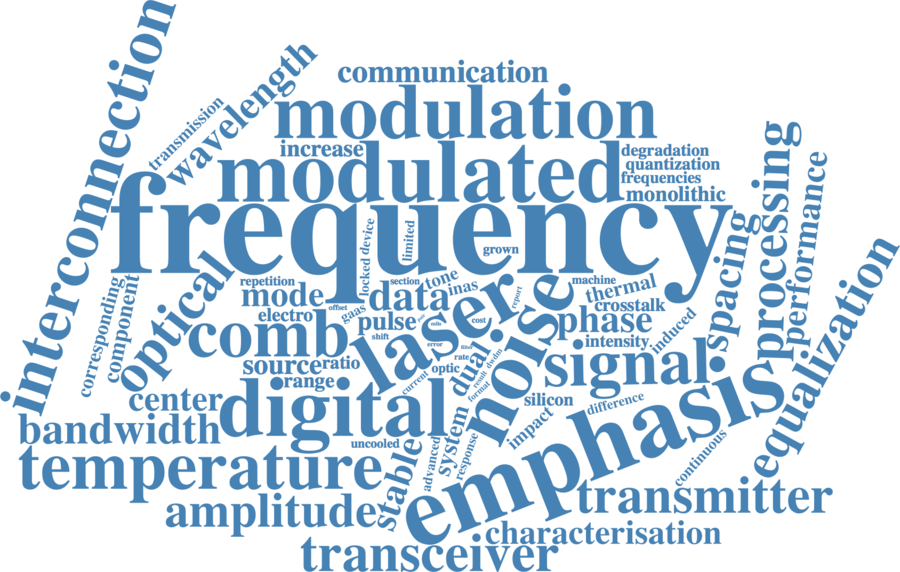 communication
modulation
interconnection
transmission
wavelength
increase
degradation
quantization
frequencies
monolithic
modulated
frequency
processing
performance
spacing
equalization
corresponding
component
optical
locked device
limited
grown
repetition
mode
electro
offset
gaas
data
section
tone
inas
machine
thermal
crosstalk
report
comb
pulse
shift
cost
laser
noise
phase
intensity
induced
error
filter
rate
source
ratio
range
optic
dual
current
result
dwdm
format
signal
center
digital
silicon
impact
difference
emphasis
bandwidth
uncooled
temperature
stable
advanced
system
response
continuous
amplitude
transmitter
characterisation
transceiver